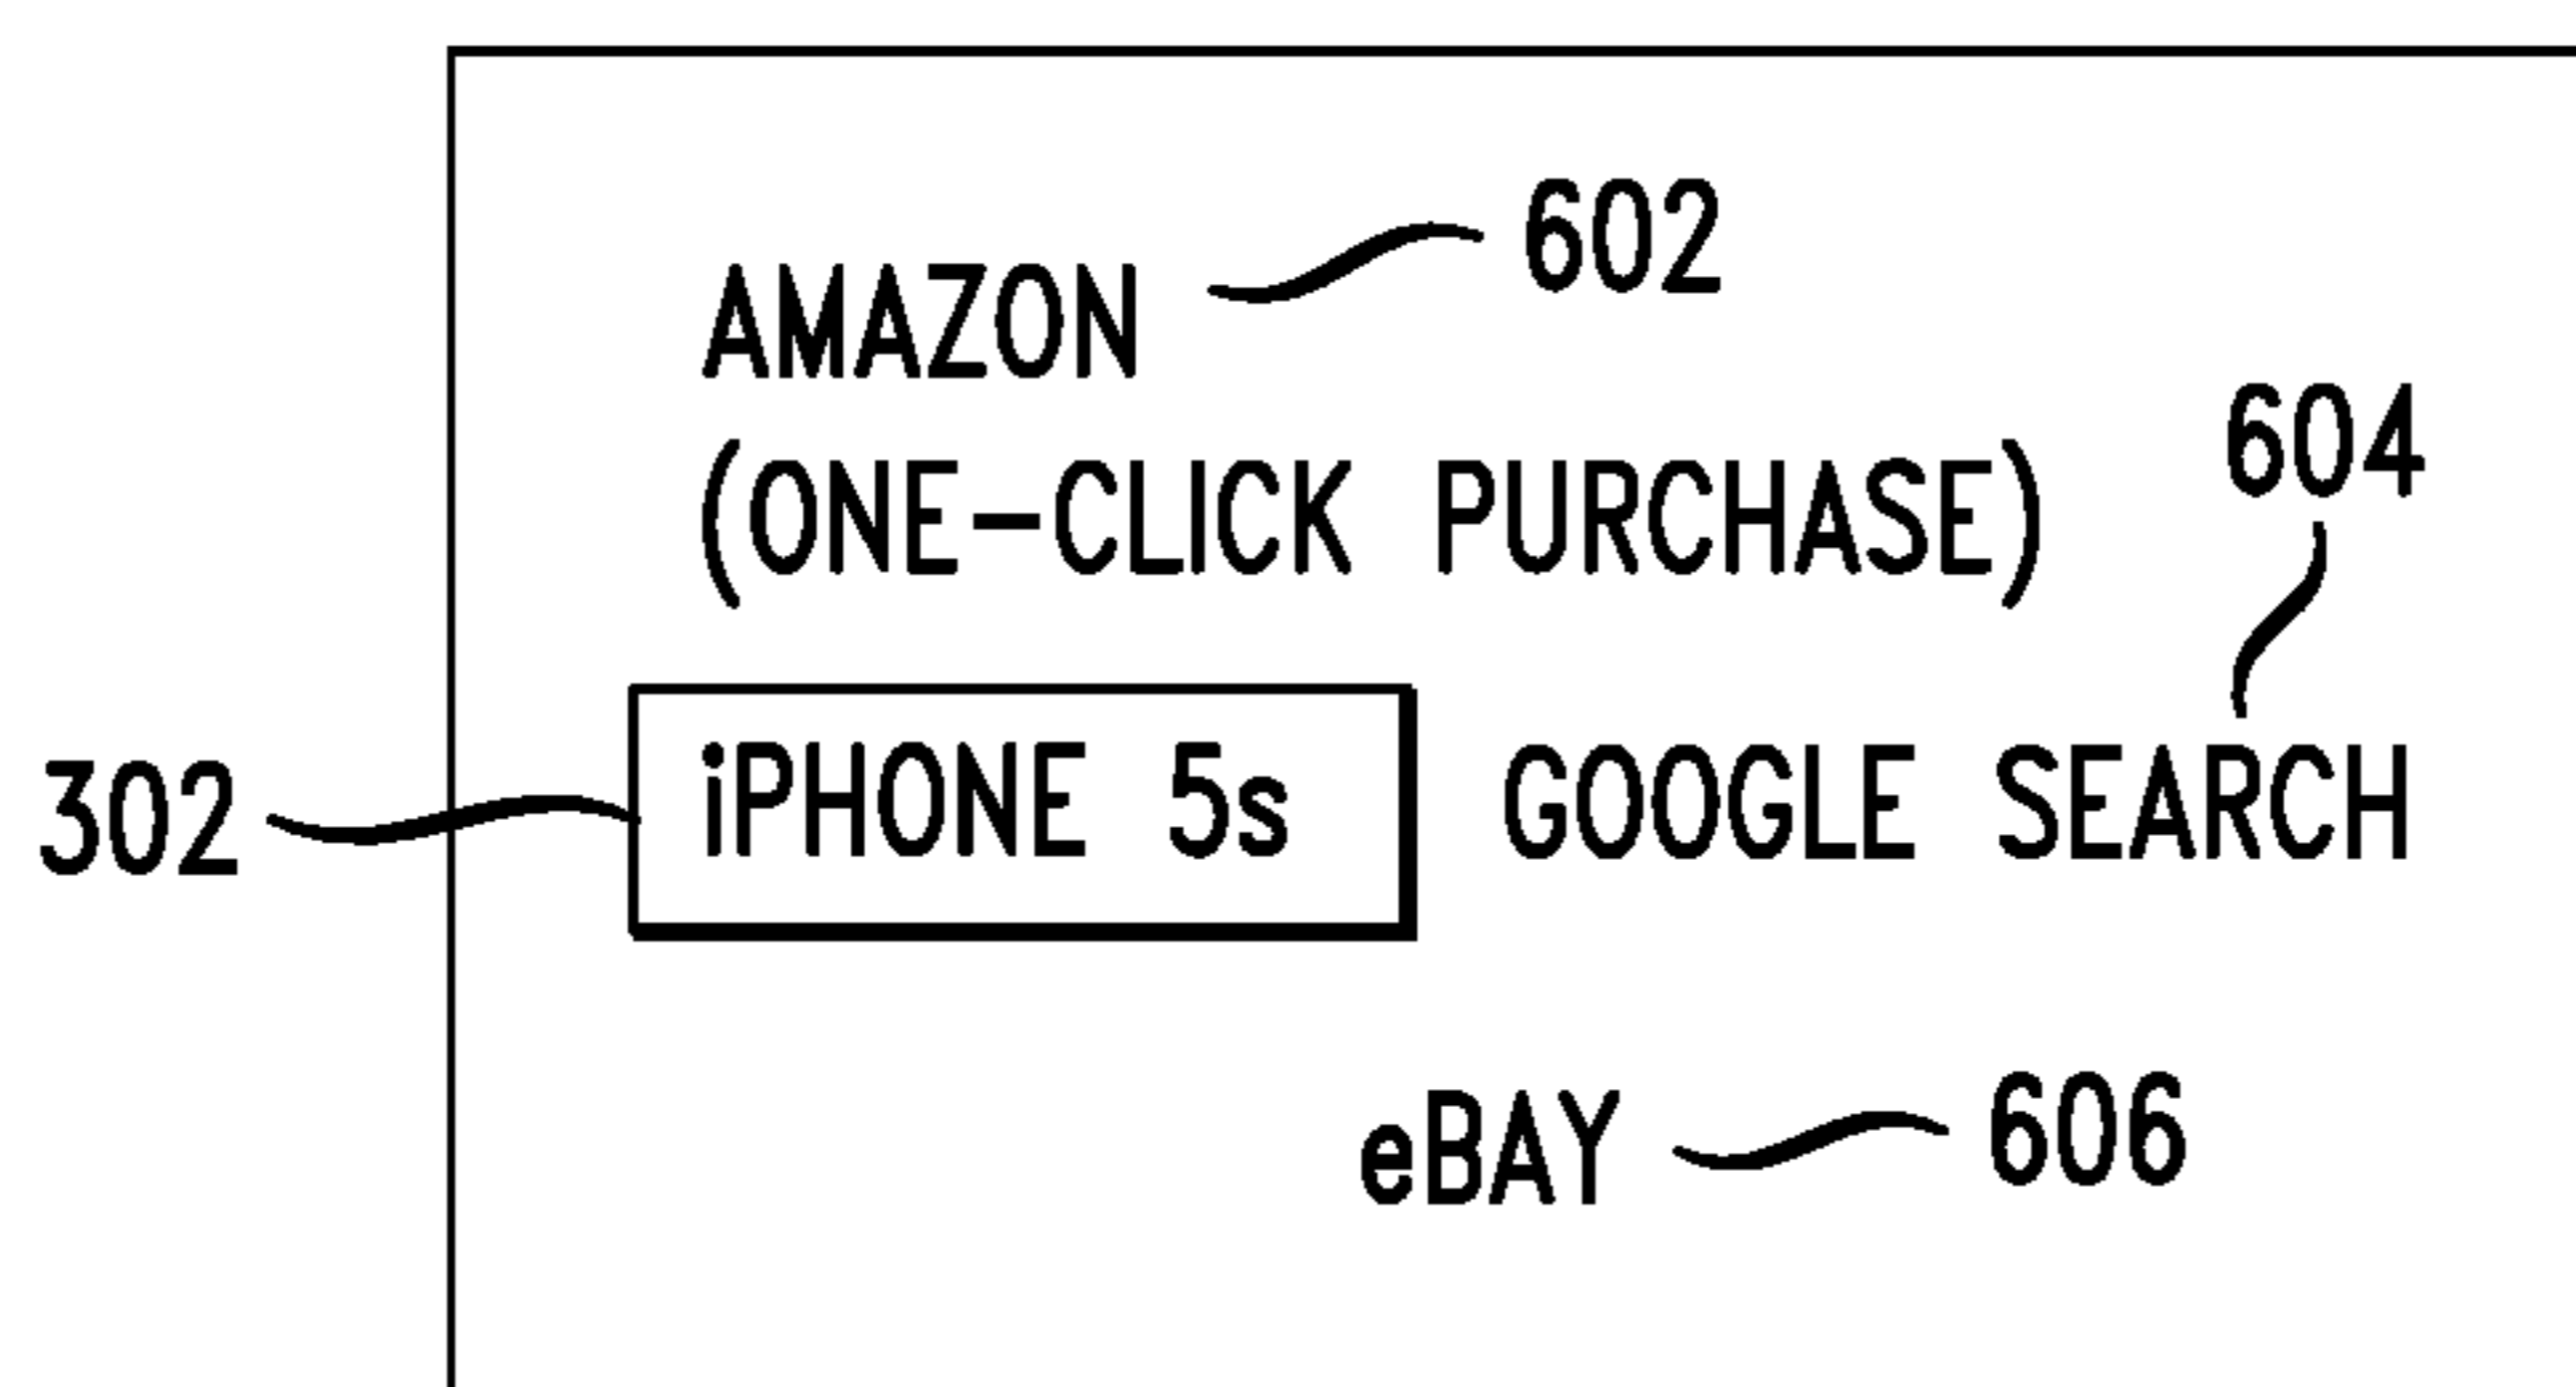 602
AMAZON
(ONE-CLICK PURCHASE)
604
302
iPHONE 5s
GOOGLE SEARCH
eBAY
606